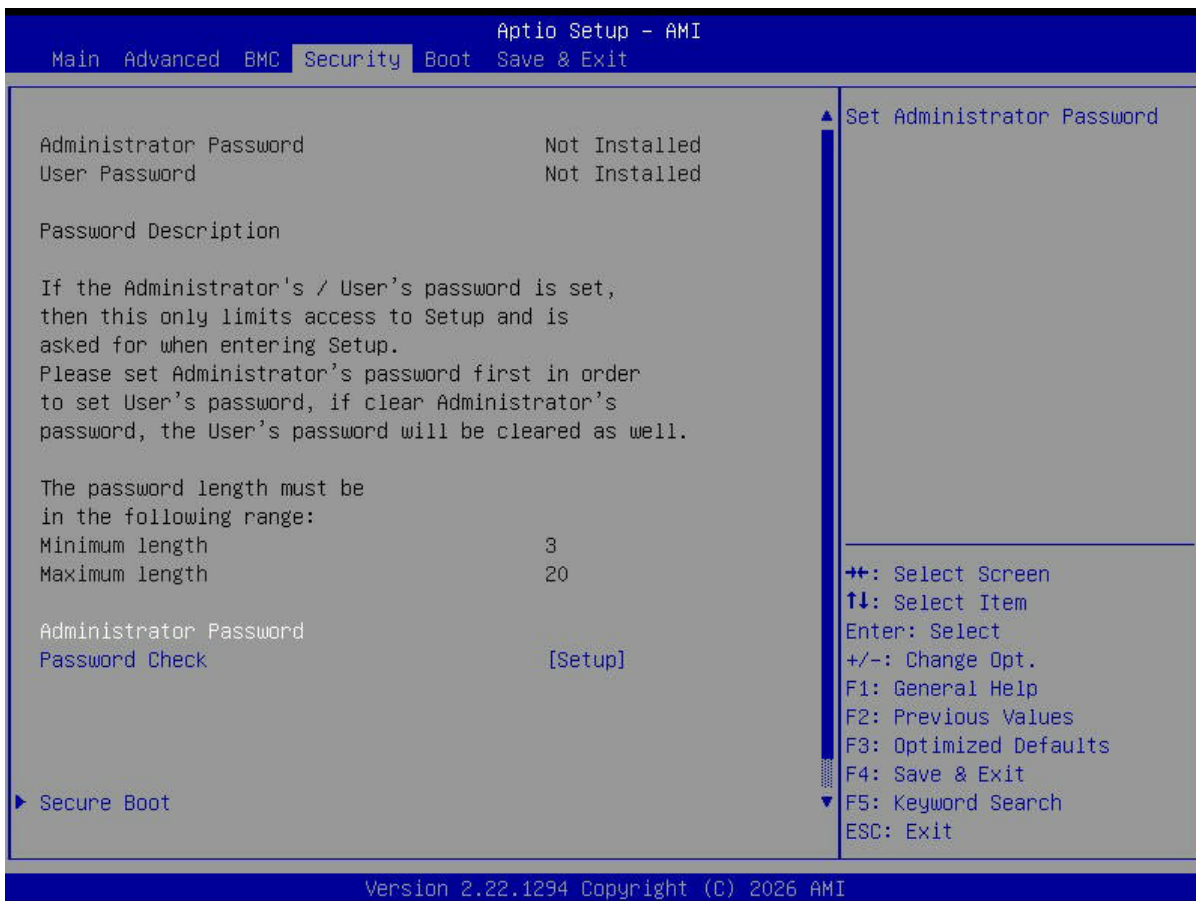 Aptio Setup – AMI
Main Advanced BMC Security Boot Save & Exit
Administrator Password Not Installed
User Password Not Installed
Password Description
If the Administrator's / User’s password is set,
then this only limits access to Setup and is
asked for when entering Setup.
Please set Administrator’s password first in order
to set User’s password, if clear Administrator’s
password, the User’s password will be cleared as well.
The password length must be
in the following range:
Minimum length 3
Maximum length 20
Administrator Password
Password Check [Setup]
Secure Boot
Set Administrator Password
→←: Select Screen
↑↓: Select Item
Enter: Select
+/-: Change Opt.
F1: General Help
F2: Previous Values
F3: Optimized Defaults
F4: Save & Exit
F5: Keyword Search
ESC: Exit
Version 2.22.1294 Copyright (C) 2026 AMI